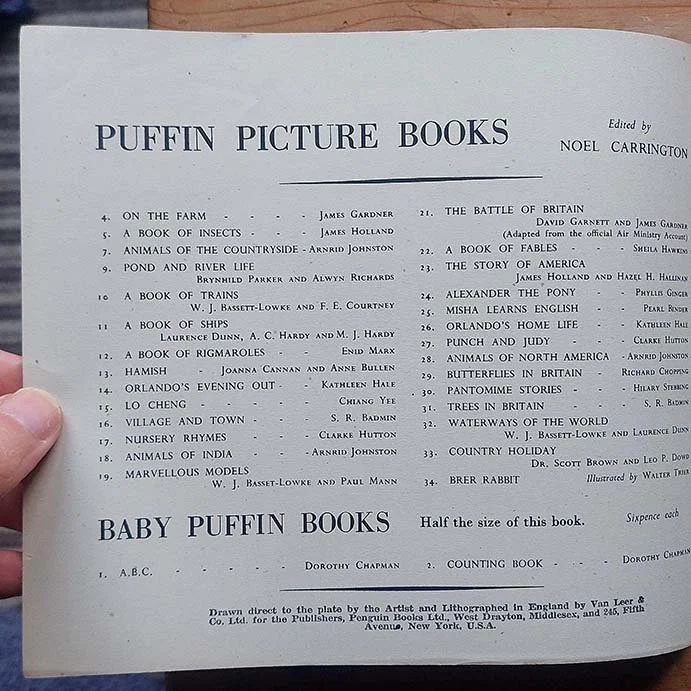 PUFFIN PICTURE BOOKS
Edited by
NOEL CARRINGTON
4. ON THE FARM - - - - JAMES GARDNER
5. A BOOK OF INSECTS - - JAMES HOLLAND
7. ANIMALS OF THE COUNTRYSIDE - ARNRID JOHNSTON
9. POND AND RIVER LIFE
BRYNHILD PARKER AND ALWYN RICHARDS
10. A BOOK OF TRAINS
W. J. BASSETT-LOWKE AND F. E. COURTNEY
11. A BOOK OF SHIPS
LAURENCE DUNN, A. C. HARDY AND M. J. HARDY
12. A BOOK OF RIGMAROLES - - ENID MARX
13. HAMISH - - JOANNA CANNAN AND ANNE BULLEN
14. ORLANDO'S EVENING OUT - - KATHLEEN HALE
15. LO CHENG - - - - - CHIANG YEE
16. VILLAGE AND TOWN - - - S. R. BADMIN
17. NURSERY RHYMES - - - CLARKE HUTTON
18. ANIMALS OF INDIA - - ARNRID JOHNSTON
19. MARVELLOUS MODELS
W. J. BASSET-LOWKE AND PAUL MANN
21. THE BATTLE OF BRITAIN
DAVID GARNETT AND JAMES GARDNER
(Adapted from the official Air Ministry Account)
22. A BOOK OF FABLES - - - SHEILA HAWKINS
23. THE STORY OF AMERICA
JAMES HOLLAND AND HAZEL H. HALLINAN
24. ALEXANDER THE PONY - - PHYLLIS GINGER
25. MISHA LEARNS ENGLISH - - PEARL BINDER
26. ORLANDO'S HOME LIFE - - KATHLEEN HALE
27. PUNCH AND JUDY - - - CLARKE HUTTON
28. ANIMALS OF NORTH AMERICA - ARNRID JOHNSTON
29. BUTTERFLIES IN BRITAIN - RICHARD CHOPPING
30. PANTOMIME STORIES - - HILARY STEBBING
31. TREES IN BRITAIN - - - S. R. BADMIN
32. WATERWAYS OF THE WORLD
W. J. BASSETT-LOWKE AND LAURENCE DUNN
33. COUNTRY HOLIDAY
DR. SCOTT BROWN AND LEO P. DOWD
34. BRER RABBIT Illustrated by WALTER TRIER
BABY PUFFIN BOOKS Half the size of this book. Sixpence each
1. A.B.C. - - - - - DOROTHY CHAPMAN
2. COUNTING BOOK - - - DOROTHY CHAPMAN
Drawn direct to the plate by the Artist and Lithographed in England by Van Leer &
Co. Ltd. for the Publishers, Penguin Books Ltd., West Drayton, Middlesex, and 245, Fifth
Avenue, New York, U.S.A.